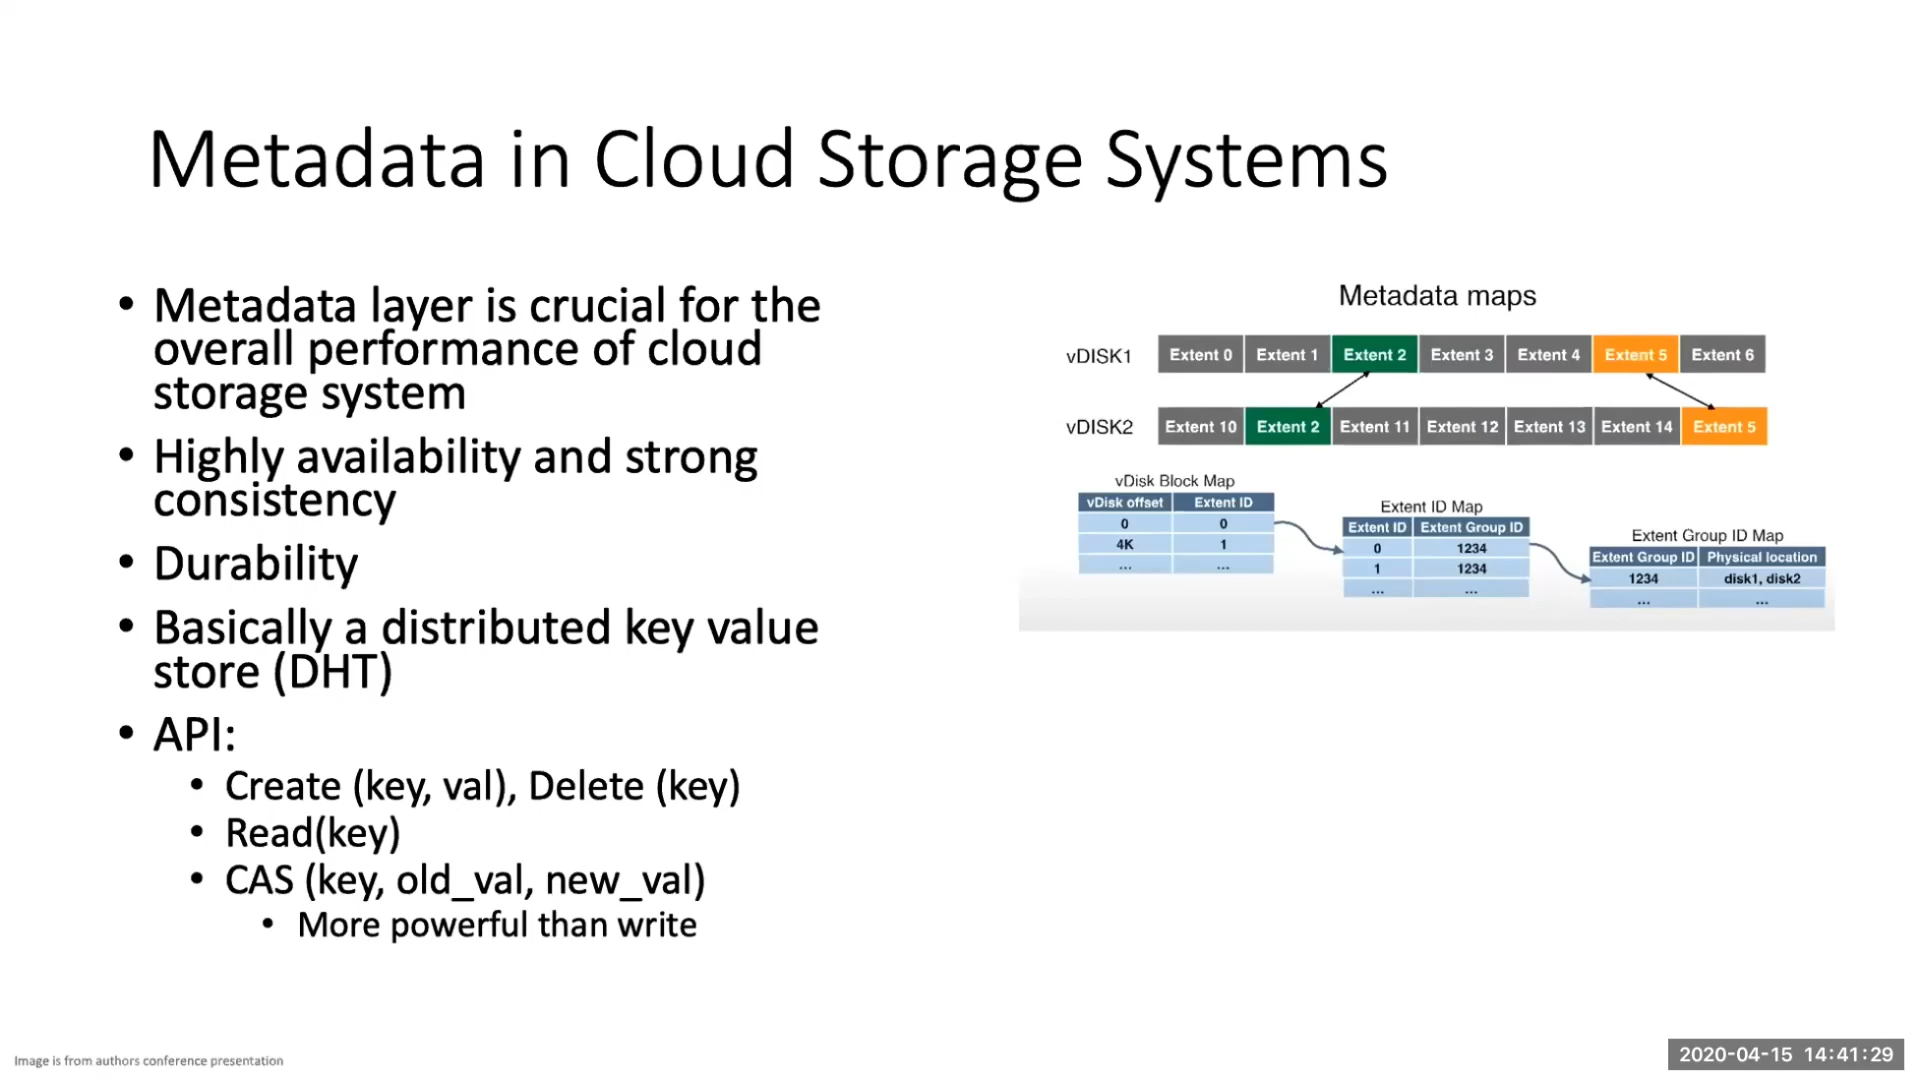 Metadata in Cloud Storage Systems
• Metadata layer is crucial for the
overall performance of cloud
storage system
• Highly availability and strong
consistency
• Durability
• Basically a distributed key value
store (DHT)
• API:
• Create (key, val), Delete (key)
• Read(key)
• CAS (key, old_val, new_val)
• More powerful than write
Metadata maps
vDISK1 Extent 0 Extent 1 Extent 2 Extent 3 Extent 4 Extent 5 Extent 6
vDISK2 Extent 10 Extent 2 Extent 11 Extent 12 Extent 13 Extent 14 Extent 5
vDisk Block Map
vDisk offset Extent ID
0 0
4K 1
... ...
Extent ID Map
Extent ID Extent Group ID
0 1234
1 1234
... ...
Extent Group ID Map
Extent Group ID Physical location
1234 disk1, disk2
... ...
Image is from authors conference presentation
2020-04-15 14:41:29